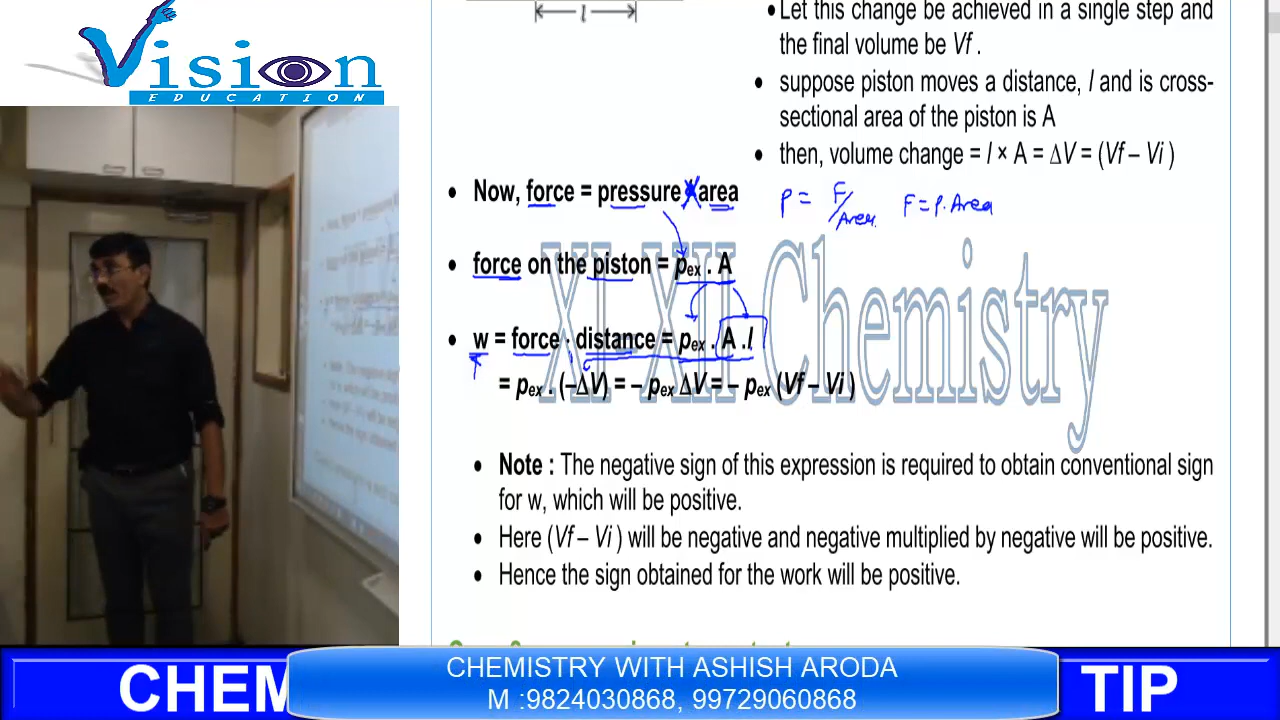 Vision
EDUCATION
l
• Let this change be achieved in a single step and
the final volume be Vf .
• suppose piston moves a distance, l and is cross-
sectional area of the piston is A
• then, volume change = l × A = ΔV = (Vf – Vi )
• Now, force = pressure × area
P = F/Area. F = P. Area
• force on the piston = pex . A
• w = force · distance = pex . A .l
= pex . (–ΔV) = – pex ΔV = – pex (Vf – Vi )
XI-XII Chemistry
• Note : The negative sign of this expression is required to obtain conventional sign
for w, which will be positive.
• Here (Vf – Vi ) will be negative and negative multiplied by negative will be positive.
• Hence the sign obtained for the work will be positive.
CHEM
CHEMISTRY WITH ASHISH ARODA
M :9824030868, 99729060868
TIP